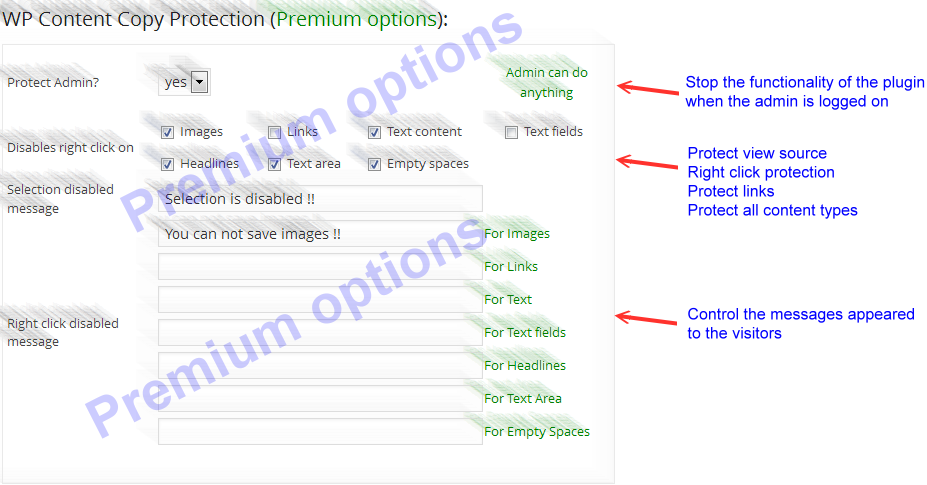 WP Content Copy Protection (Premium options):
Protect Admin?
yes
Admin can do
anything
Stop the functionality of the plugin
when the admin is logged on
Disables right click on
Images
Links
Text content
Text fields
Headlines
Text area
Empty spaces
Protect view source
Right click protection
Protect links
Protect all content types
Selection disabled
message
Selection is disabled !!
Right click disabled
message
You can not save images !!
For Images
For Links
For Text
For Text fields
For Headlines
For Text Area
For Empty Spaces
Control the messages appeared
to the visitors
Premium options
Premium options